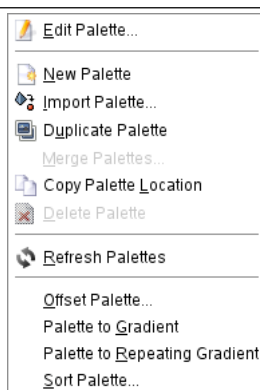 Edit Palette...
New Palette
Import Palette...
Duplicate Palette
Merge Palettes...
Copy Palette Location
Delete Palette
Refresh Palettes
Offset Palette...
Palette to Gradient
Palette to Repeating Gradient
Sort Palette...